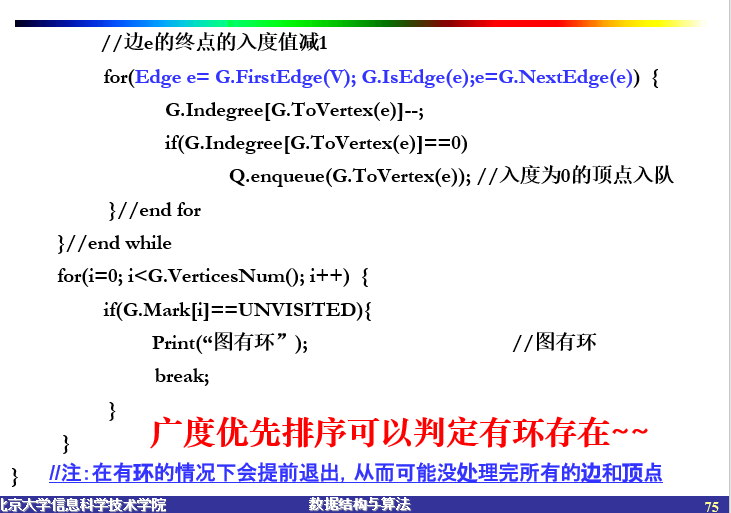 //边e的终点的入度值减1
for(Edge e= G.FirstEdge(V); G.IsEdge(e);e=G.NextEdge(e)) {
G.Indegree[G.ToVertex(e)]--;
if(G.Indegree[G.ToVertex(e)]==0)
Q.enqueue(G.ToVertex(e)); //入度为0的顶点入队
}//end for
}//end while
for(i=0; i<G.VerticesNum(); i++) {
if(G.Mark[i]==UNVISITED){
Print(“图有环”); //图有环
break;
}
广度优先排序可以判定有环存在~~
}
} //注:在有环的情况下会提前退出, 从而可能没处理完所有的边和顶点
北京大学信息科学技术学院 数据结构与算法 75